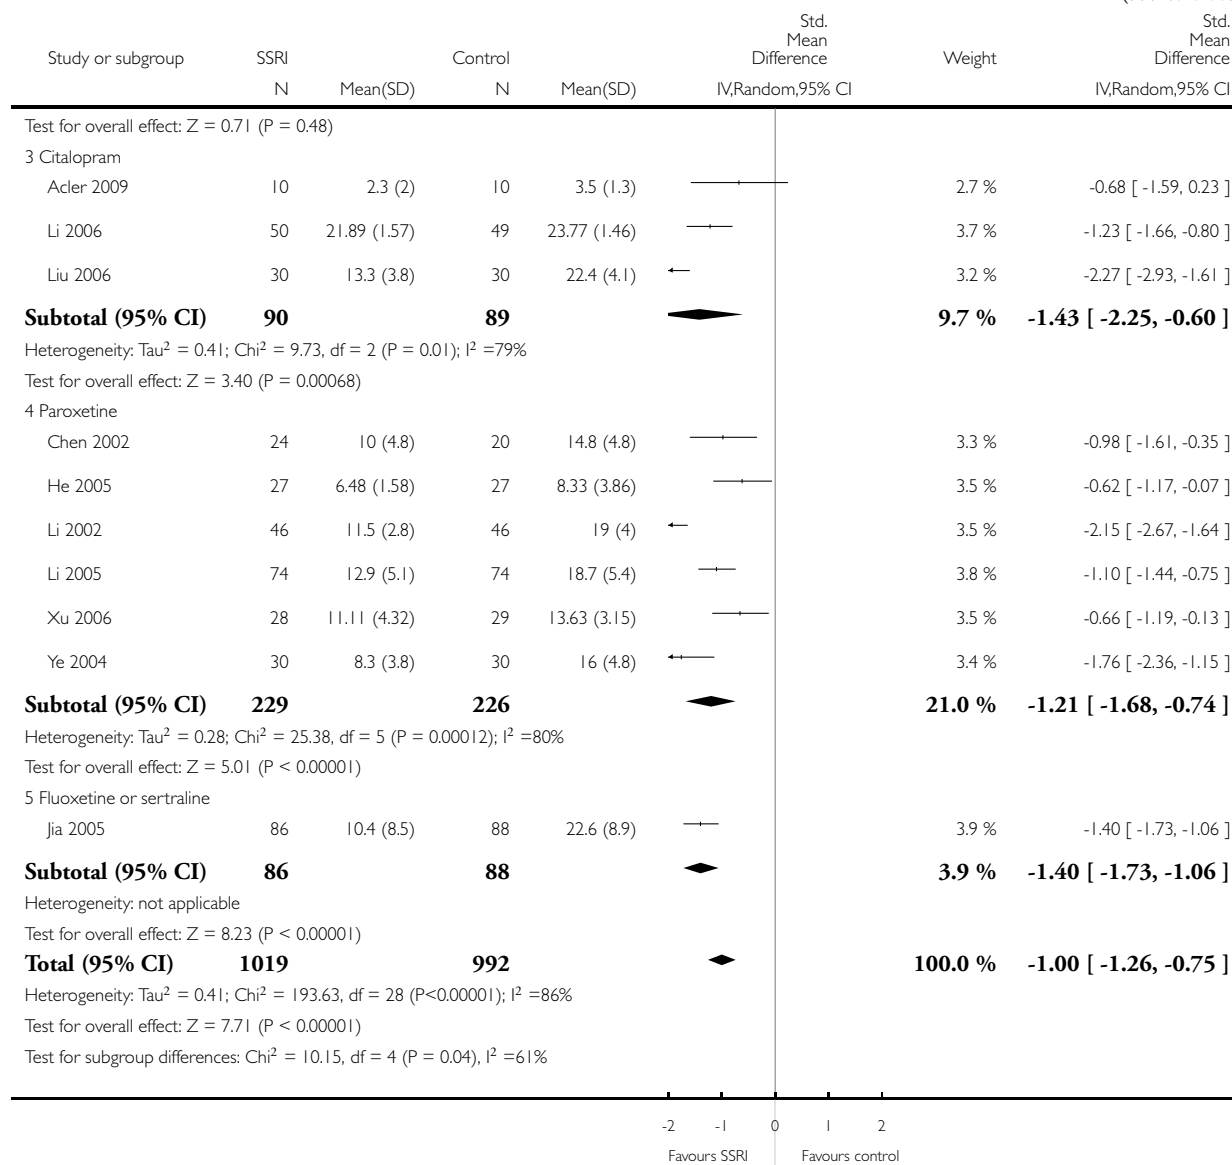 Std. Std.
Mean Mean
Study or subgroup SSRI Control Difference Weight Difference
N Mean(SD) N Mean(SD) IV,Random,95% CI IV,Random,95% CI
Test for overall effect: Z = 0.71 (P = 0.48)
3 Citalopram
Acler 2009 10 2.3 (2) 10 3.5 (1.3) 2.7 % -0.68 [ -1.59, 0.23 ]
Li 2006 50 21.89 (1.57) 49 23.77 (1.46) 3.7 % -1.23 [ -1.66, -0.80 ]
Liu 2006 30 13.3 (3.8) 30 22.4 (4.1) 3.2 % -2.27 [ -2.93, -1.61 ]
Subtotal (95% CI) 90 89 9.7 % -1.43 [ -2.25, -0.60 ]
Heterogeneity: Tau² = 0.41; Chi² = 9.73, df = 2 (P = 0.01); I² =79%
Test for overall effect: Z = 3.40 (P = 0.00068)
4 Paroxetine
Chen 2002 24 10 (4.8) 20 14.8 (4.8) 3.3 % -0.98 [ -1.61, -0.35 ]
He 2005 27 6.48 (1.58) 27 8.33 (3.86) 3.5 % -0.62 [ -1.17, -0.07 ]
Li 2002 46 11.5 (2.8) 46 19 (4) 3.5 % -2.15 [ -2.67, -1.64 ]
Li 2005 74 12.9 (5.1) 74 18.7 (5.4) 3.8 % -1.10 [ -1.44, -0.75 ]
Xu 2006 28 11.11 (4.32) 29 13.63 (3.15) 3.5 % -0.66 [ -1.19, -0.13 ]
Ye 2004 30 8.3 (3.8) 30 16 (4.8) 3.4 % -1.76 [ -2.36, -1.15 ]
Subtotal (95% CI) 229 226 21.0 % -1.21 [ -1.68, -0.74 ]
Heterogeneity: Tau² = 0.28; Chi² = 25.38, df = 5 (P = 0.00012); I² =80%
Test for overall effect: Z = 5.01 (P < 0.00001)
5 Fluoxetine or sertraline
Jia 2005 86 10.4 (8.5) 88 22.6 (8.9) 3.9 % -1.40 [ -1.73, -1.06 ]
Subtotal (95% CI) 86 88 3.9 % -1.40 [ -1.73, -1.06 ]
Heterogeneity: not applicable
Test for overall effect: Z = 8.23 (P < 0.00001)
Total (95% CI) 1019 992 100.0 % -1.00 [ -1.26, -0.75 ]
Heterogeneity: Tau² = 0.41; Chi² = 193.63, df = 28 (P<0.00001); I² =86%
Test for overall effect: Z = 7.71 (P < 0.00001)
Test for subgroup differences: Chi² = 10.15, df = 4 (P = 0.04), I² =61%
-2 -1 0 1 2
Favours SSRI Favours control